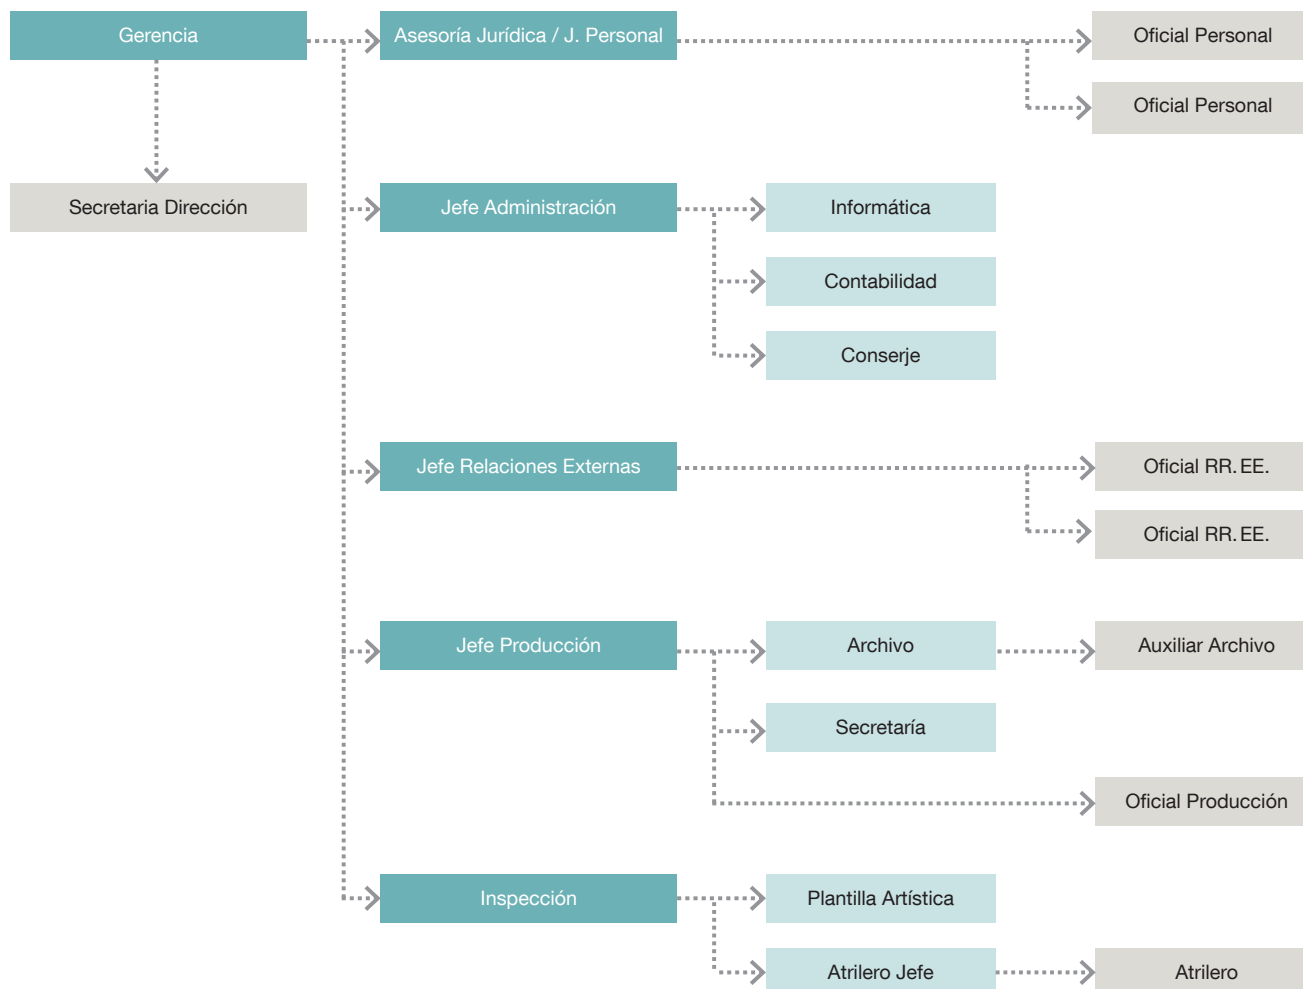 Gerencia
Asesoría Jurídica / J. Personal
Oficial Personal
Oficial Personal
Secretaria Dirección
Jefe Administración
Informática
Contabilidad
Conserje
Jefe Relaciones Externas
Oficial RR. EE.
Oficial RR. EE.
Jefe Producción
Archivo
Auxiliar Archivo
Secretaría
Oficial Producción
Inspección
Plantilla Artística
Atrilero Jefe
Atrilero